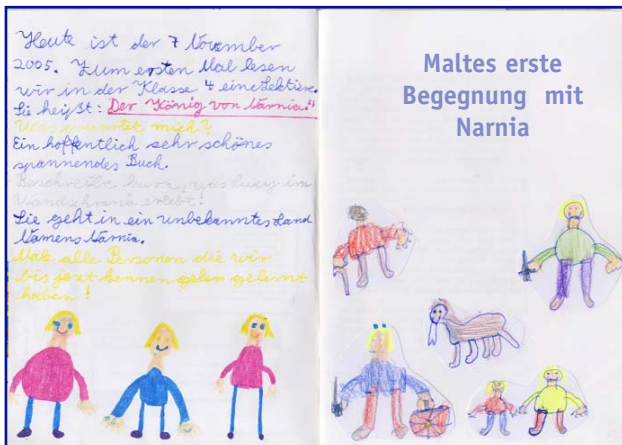 Heute ist der 7 November
2005. Zum ersten Mal lesen
wir in der Klasse 4 eine Lektüre.
Sie heißt: „Der König von Narnia."
Was erwartet mich?
Ein hoffentlich sehr schönes
spannendes Buch.
Beschreibe kurz, was Lucy im
Wandschrank erlebt!
Sie geht in ein unbekanntes Land
Namens Narnia.
Male alle Personen die wir
bis jezt kennen gelernt
haben!
Maltes erste
Begegnung mit
Narnia